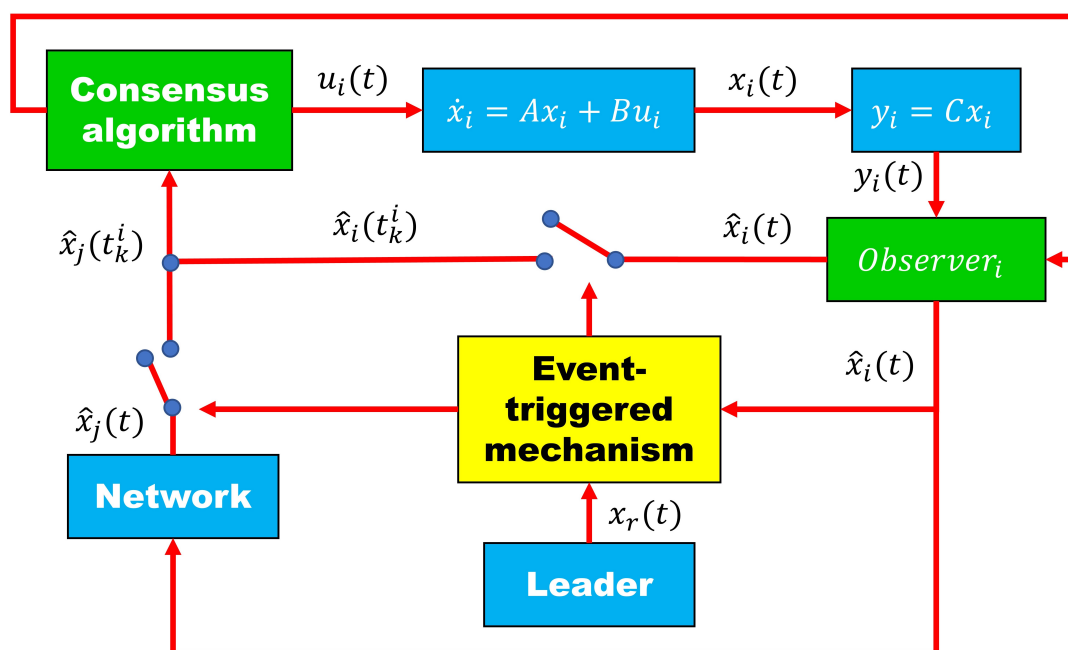 Consensus
algorithm
u_i(t)
ẋ_i = Ax_i + Bu_i
x_i(t)
y_i = Cx_i
y_i(t)
x̂_j(t_k^i)
x̂_i(t_k^i)
x̂_i(t)
Observer_i
Event-
triggered
mechanism
x̂_i(t)
x̂_j(t)
Network
x_r(t)
Leader